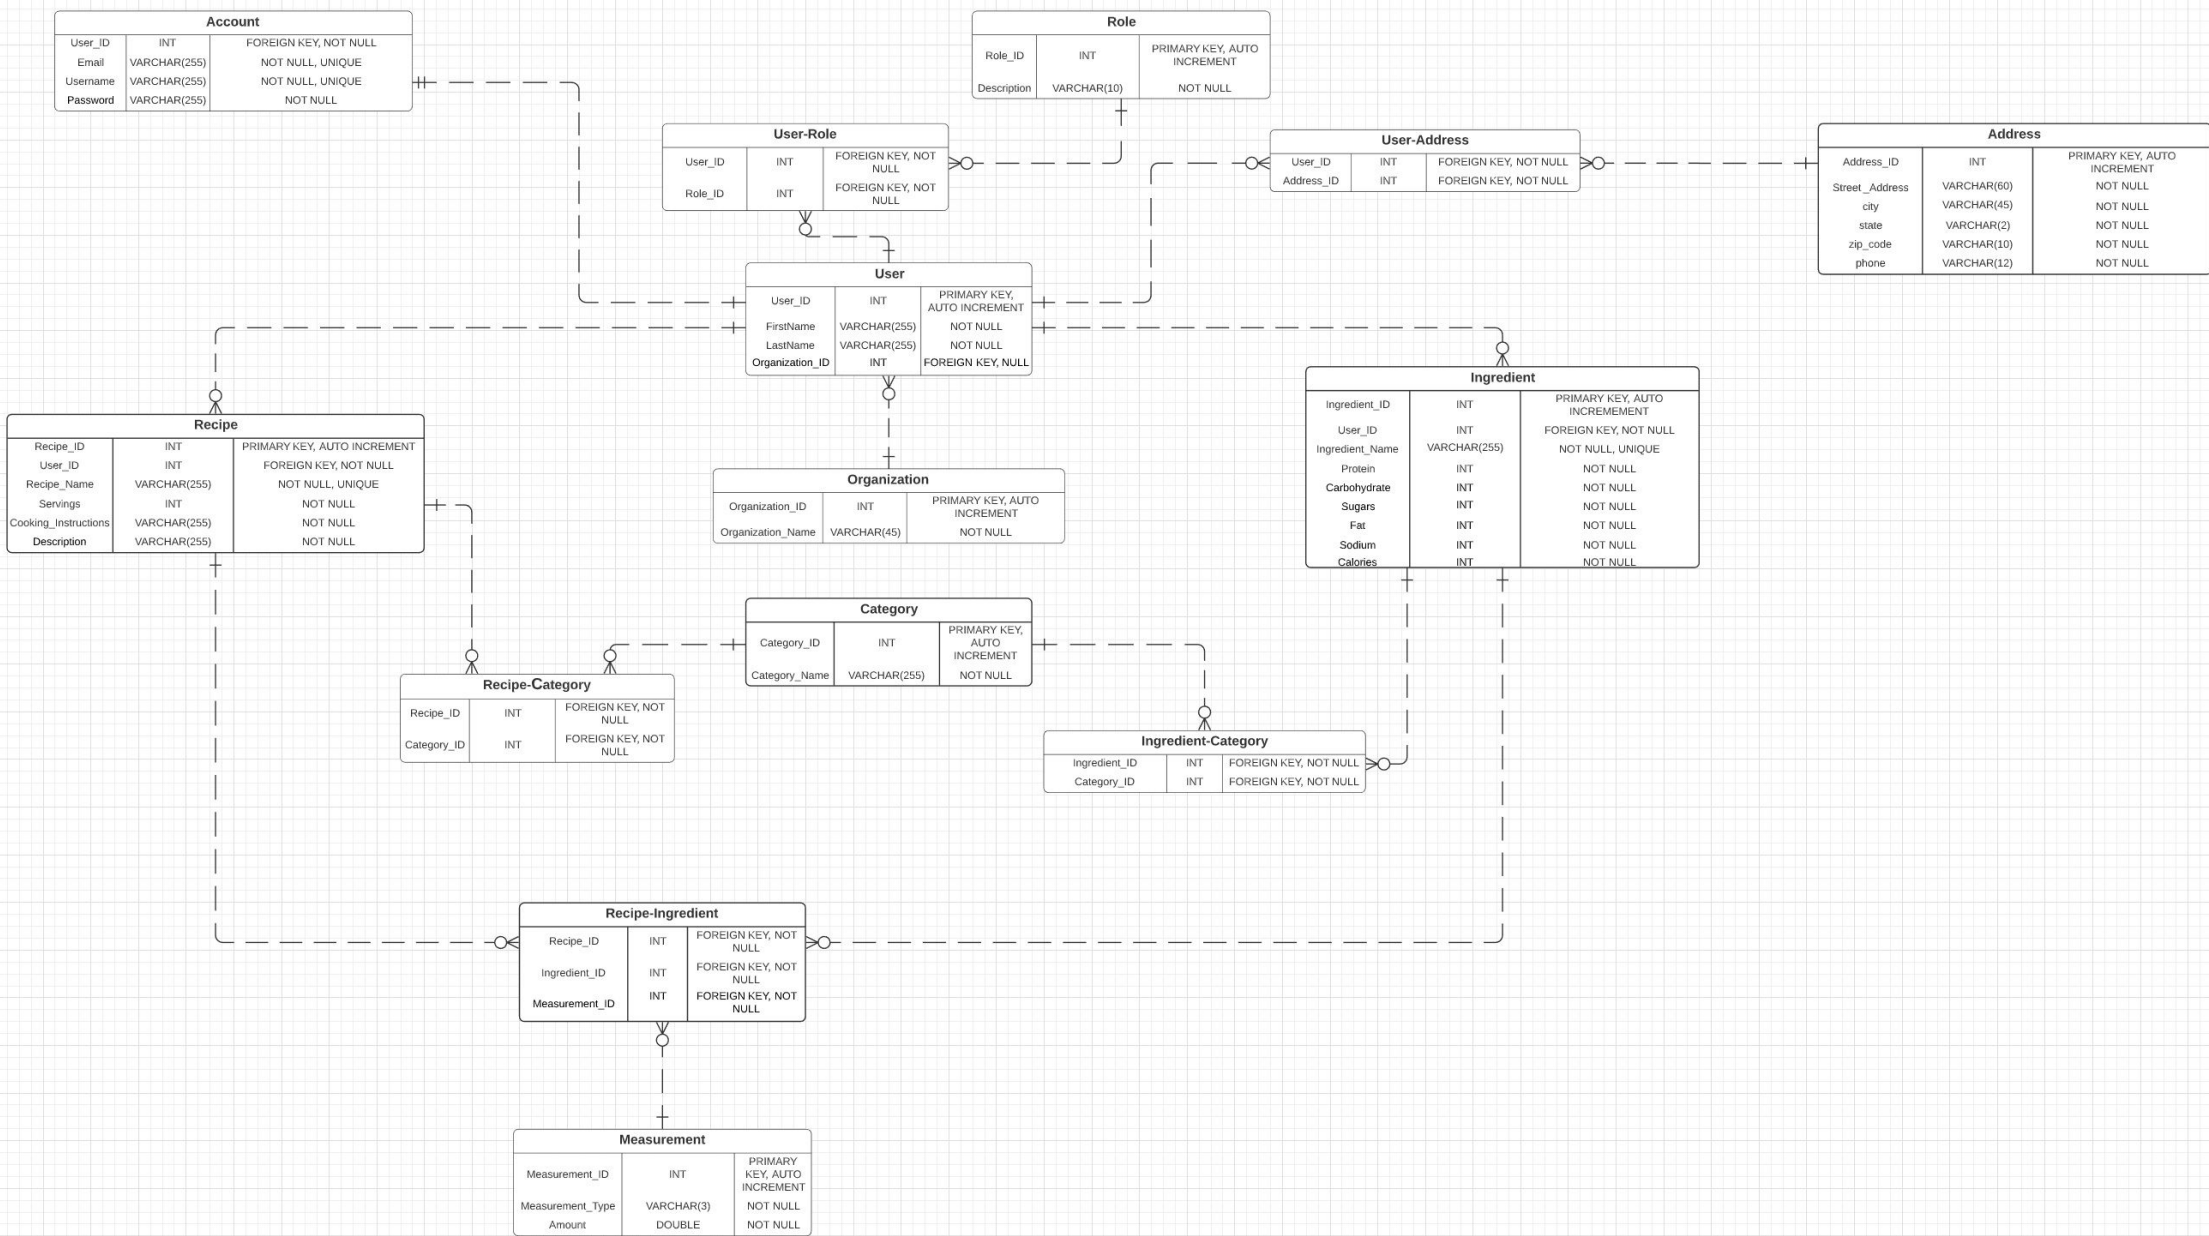 Account
User_ID INT FOREIGN KEY, NOT NULL
Email VARCHAR(255) NOT NULL, UNIQUE
Username VARCHAR(255) NOT NULL, UNIQUE
Password VARCHAR(255) NOT NULL
Role
Role_ID INT PRIMARY KEY, AUTO
INCREMENT
Description VARCHAR(10) NOT NULL
User-Role
User_ID INT FOREIGN KEY, NOT
NULL
Role_ID INT FOREIGN KEY, NOT
NULL
User-Address
User_ID INT FOREIGN KEY, NOT NULL
Address_ID INT FOREIGN KEY, NOT NULL
Address
Address_ID INT PRIMARY KEY, AUTO
INCREMENT
Street _Address VARCHAR(60) NOT NULL
city VARCHAR(45) NOT NULL
state VARCHAR(2) NOT NULL
zip_code VARCHAR(10) NOT NULL
phone VARCHAR(12) NOT NULL
User
User_ID INT PRIMARY KEY,
AUTO INCREMENT
FirstName VARCHAR(255) NOT NULL
LastName VARCHAR(255) NOT NULL
Organization_ID INT FOREIGN KEY, NULL
Ingredient
Ingredient_ID INT PRIMARY KEY, AUTO
INCREMEMENT
User_ID INT FOREIGN KEY, NOT NULL
Ingredient_Name VARCHAR(255) NOT NULL, UNIQUE
Protein INT NOT NULL
Carbohydrate INT NOT NULL
Sugars INT NOT NULL
Fat INT NOT NULL
Sodium INT NOT NULL
Calories INT NOT NULL
Recipe
Recipe_ID INT PRIMARY KEY, AUTO INCREMENT
User_ID INT FOREIGN KEY, NOT NULL
Recipe_Name VARCHAR(255) NOT NULL, UNIQUE
Servings INT NOT NULL
Cooking_Instructions VARCHAR(255) NOT NULL
Description VARCHAR(255) NOT NULL
Organization
Organization_ID INT PRIMARY KEY, AUTO
INCREMENT
Organization_Name VARCHAR(45) NOT NULL
Category
Category_ID INT PRIMARY KEY,
AUTO
INCREMENT
Category_Name VARCHAR(255) NOT NULL
Recipe-Category
Recipe_ID INT FOREIGN KEY, NOT
NULL
Category_ID INT FOREIGN KEY, NOT
NULL
Ingredient-Category
Ingredient_ID INT FOREIGN KEY, NOT NULL
Category_ID INT FOREIGN KEY, NOT NULL
Recipe-Ingredient
Recipe_ID INT FOREIGN KEY, NOT
NULL
Ingredient_ID INT FOREIGN KEY, NOT
NULL
Measurement_ID INT FOREIGN KEY, NOT
NULL
Measurement
Measurement_ID INT PRIMARY
KEY, AUTO
INCREMENT
Measurement_Type VARCHAR(3) NOT NULL
Amount DOUBLE NOT NULL